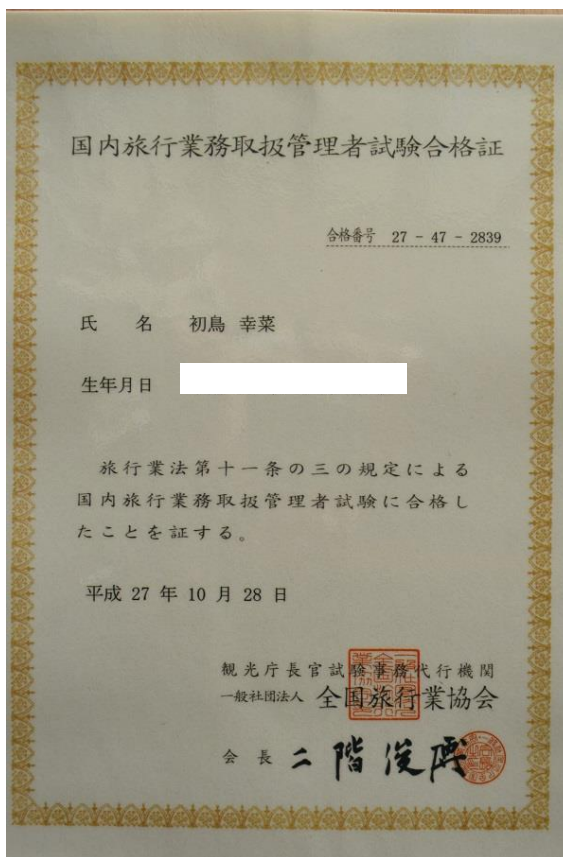 国内旅行業務取扱管理者試験合格証
合格番号 27 - 47 - 2839
氏 名 初鳥 幸菜
生年月日
旅行業法第十一条の三の規定による
国内旅行業務取扱管理者試験に合格し
たことを証する。
平成 27 年 10 月 28 日
観光庁長官試験事務代行機関
一般社団法人 全国旅行業協会
会 長 二階俊博